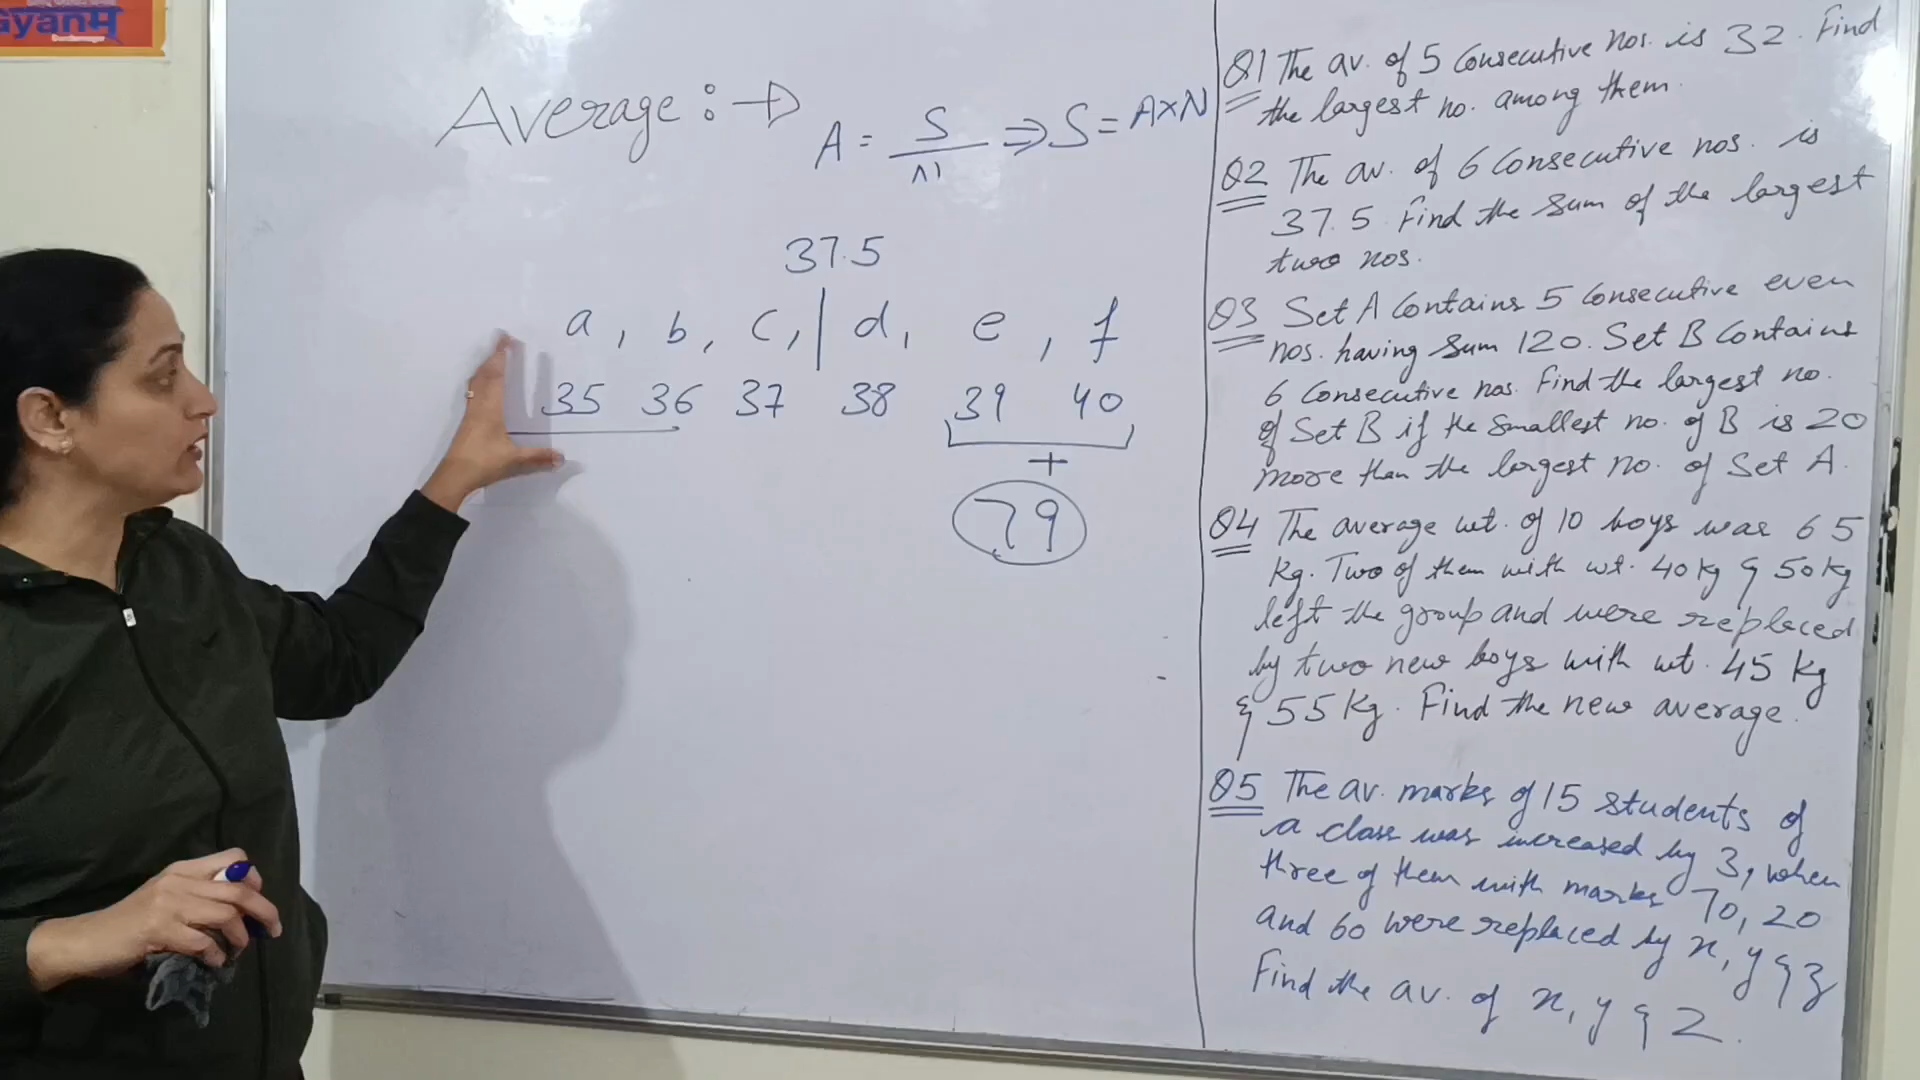 Gyanम
Average :→
A = S/N ⇒ S = A×N
37.5
a, b, c, | d, e, f
35 36 37 38 39 40
+
79
Q1 The av. of 5 Consecutive nos. is 32. Find
the largest no. among them.
Q2 The av. of 6 Consecutive nos. is
37.5. Find the sum of the largest
two nos.
Q3 Set A Contains 5 Consecutive even
nos. having sum 120. Set B Contains
6 Consecutive nos. Find the largest no.
of Set B if the smallest no. of B is 20
more than the largest no. of Set A.
Q4 The average wt. of 10 boys was 65
kg. Two of them with wt. 40kg & 50kg
left the group and were replaced
by two new boys with wt. 45 kg
& 55 kg. Find the new average.
Q5 The av. marks of 15 students of
a class was increased by 3, when
three of them with marks 70, 20
and 60 were replaced by x, y & z
Find the av. of x, y & z.